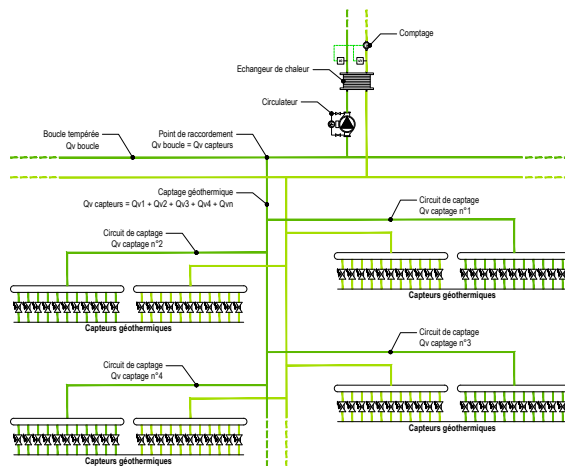 Comptage
Echangeur de chaleur
Circulateur
Boucle tempérée
Qv boucle
Point de raccordement
Qv boucle = Qv capteurs
Captage géothermique
Qv capteurs = Qv1 + Qv2 + Qv3 + Qv4 + Qvn
Circuit de captage
Qv captage n°1
Circuit de captage
Qv captage n°2
Capteurs géothermiques
Capteurs géothermiques
Circuit de captage
Qv captage n°3
Circuit de captage
Qv captage n°4
Capteurs géothermiques
Capteurs géothermiques